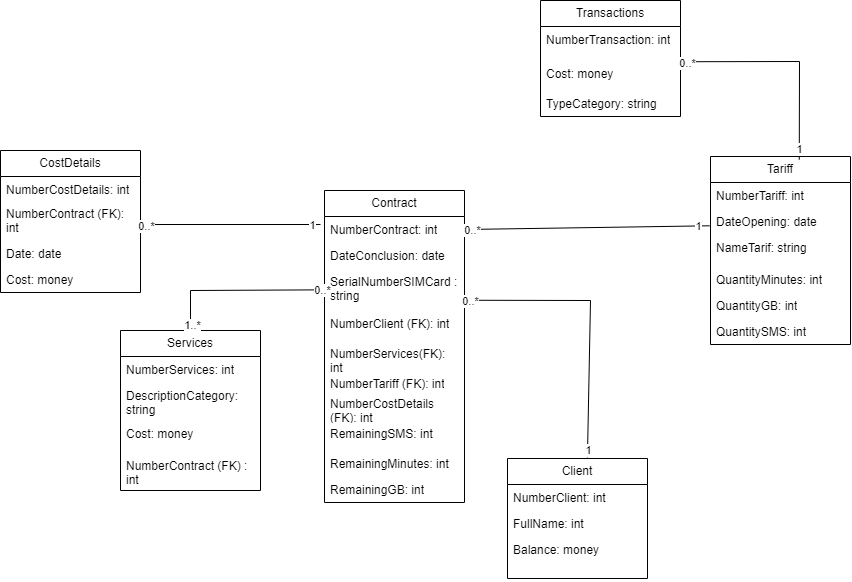 Transactions
NumberTransaction: int
Cost: money
TypeCategory: string
0..*
1
CostDetails
NumberCostDetails: int
NumberContract (FK):
int
Date: date
Cost: money
0..*
1
Contract
NumberContract: int
DateConclusion: date
SerialNumberSIMCard :
string
NumberClient (FK): int
NumberServices(FK):
int
NumberTariff (FK): int
NumberCostDetails
(FK): int
RemainingSMS: int
RemainingMinutes: int
RemainingGB: int
0..*
1
Tariff
NumberTariff: int
DateOpening: date
NameTarif: string
QuantityMinutes: int
QuantityGB: int
QuantitySMS: int
0..*
1..*
Services
NumberServices: int
DescriptionCategory:
string
Cost: money
NumberContract (FK) :
int
0..*
1
Client
NumberClient: int
FullName: int
Balance: money